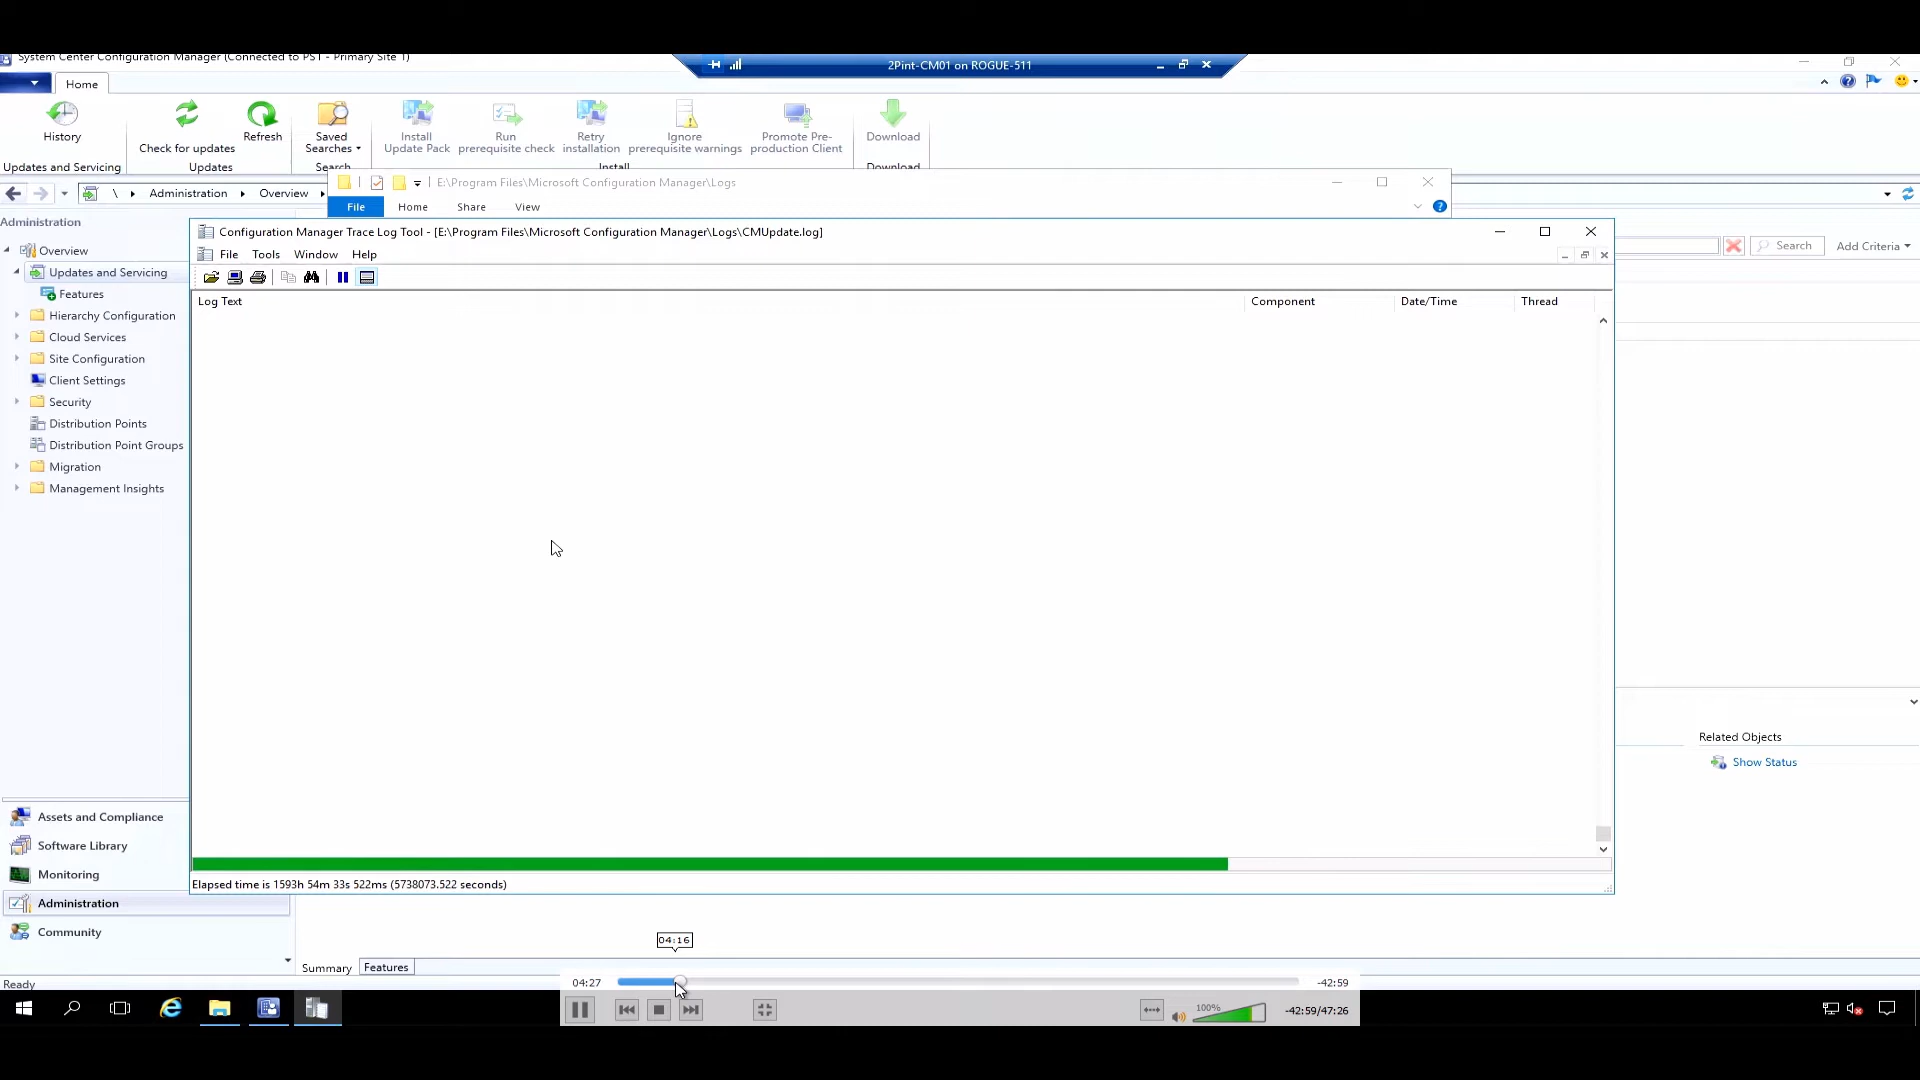 System Center Configuration Manager (Connected to PS1 - Primary Site 1)
2Pint-CM01 on ROGUE-511
Home
History
Check for updates
Refresh
Saved Searches
Install Update Pack
Run prerequisite check
Retry installation
Ignore prerequisite warnings
Promote Pre-production Client
Download
Updates and Servicing
Updates
Search
Install
Download
\ Administration Overview
E:\Program Files\Microsoft Configuration Manager\Logs
File Home Share View
Administration
Configuration Manager Trace Log Tool - [E:\Program Files\Microsoft Configuration Manager\Logs\CMUpdate.log]
File Tools Window Help
Search
Add Criteria
Log Text Component Date/Time Thread
Overview
Updates and Servicing
Features
Hierarchy Configuration
Cloud Services
Site Configuration
Client Settings
Security
Distribution Points
Distribution Point Groups
Migration
Management Insights
Related Objects
Show Status
Assets and Compliance
Software Library
Monitoring
Administration
Community
Elapsed time is 1593h 54m 33s 522ms (5738073.522 seconds)
04:16
Summary Features
04:27
-42:59
Ready
100%
-42:59/47:26